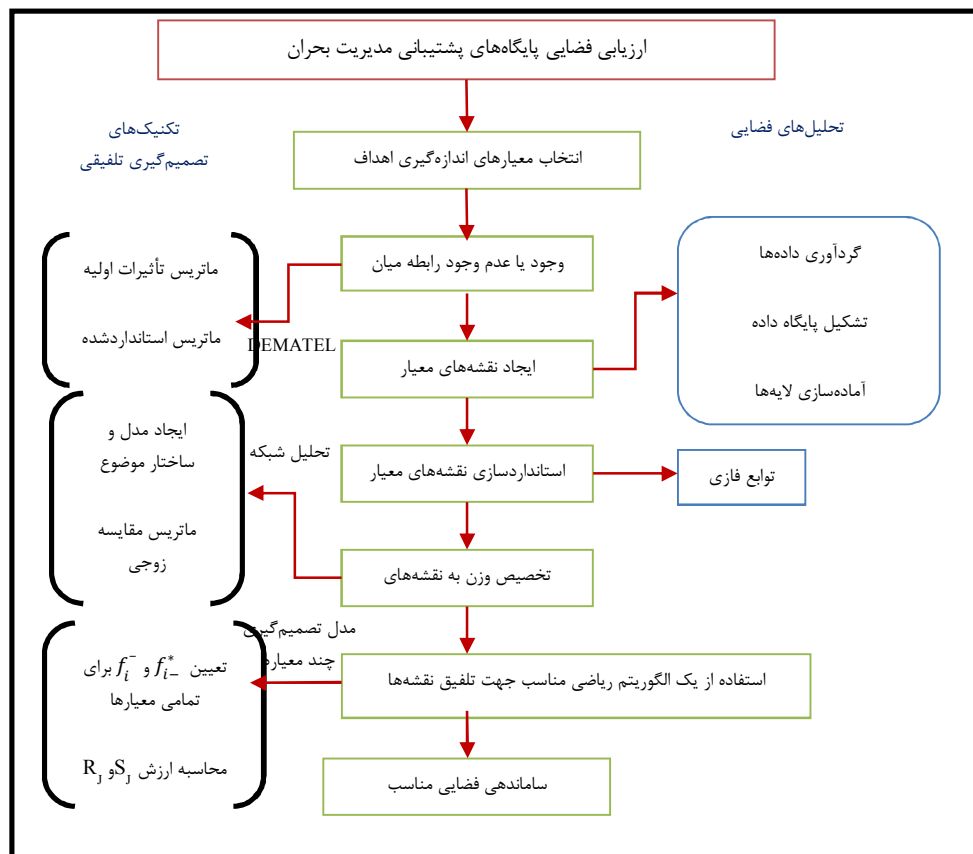 ارزیابی فضایی پایگاه‌های پشتیبانی مدیریت بحران
تحلیل‌های فضایی
تکنیک‌های
تصمیم‌گیری تلفیقی
انتخاب معیارهای اندازه‌گیری اهداف
وجود یا عدم وجود رابطه میان
گردآوری داده‌ها
تشکیل پایگاه داده
آماده‌سازی لایه‌ها
ماتریس تأثیرات اولیه
ماتریس استانداردشده
DEMATEL
ایجاد نقشه‌های معیار
استانداردسازی نقشه‌های معیار
توابع فازی
تحلیل شبکه
ایجاد مدل و
ساختار موضوع
ماتریس مقایسه
زوجی
تخصیص وزن به نقشه‌های
مدل تصمیم‌گیری
چند معیاره
استفاده از یک الگوریتم ریاضی مناسب جهت تلفیق نقشه‌ها
تعیین $f_{i-}^{*}$ و $f_i^{-}$ برای
تمامی معیارها
محاسبه ارزش S_J و R_J
ساماندهی فضایی مناسب